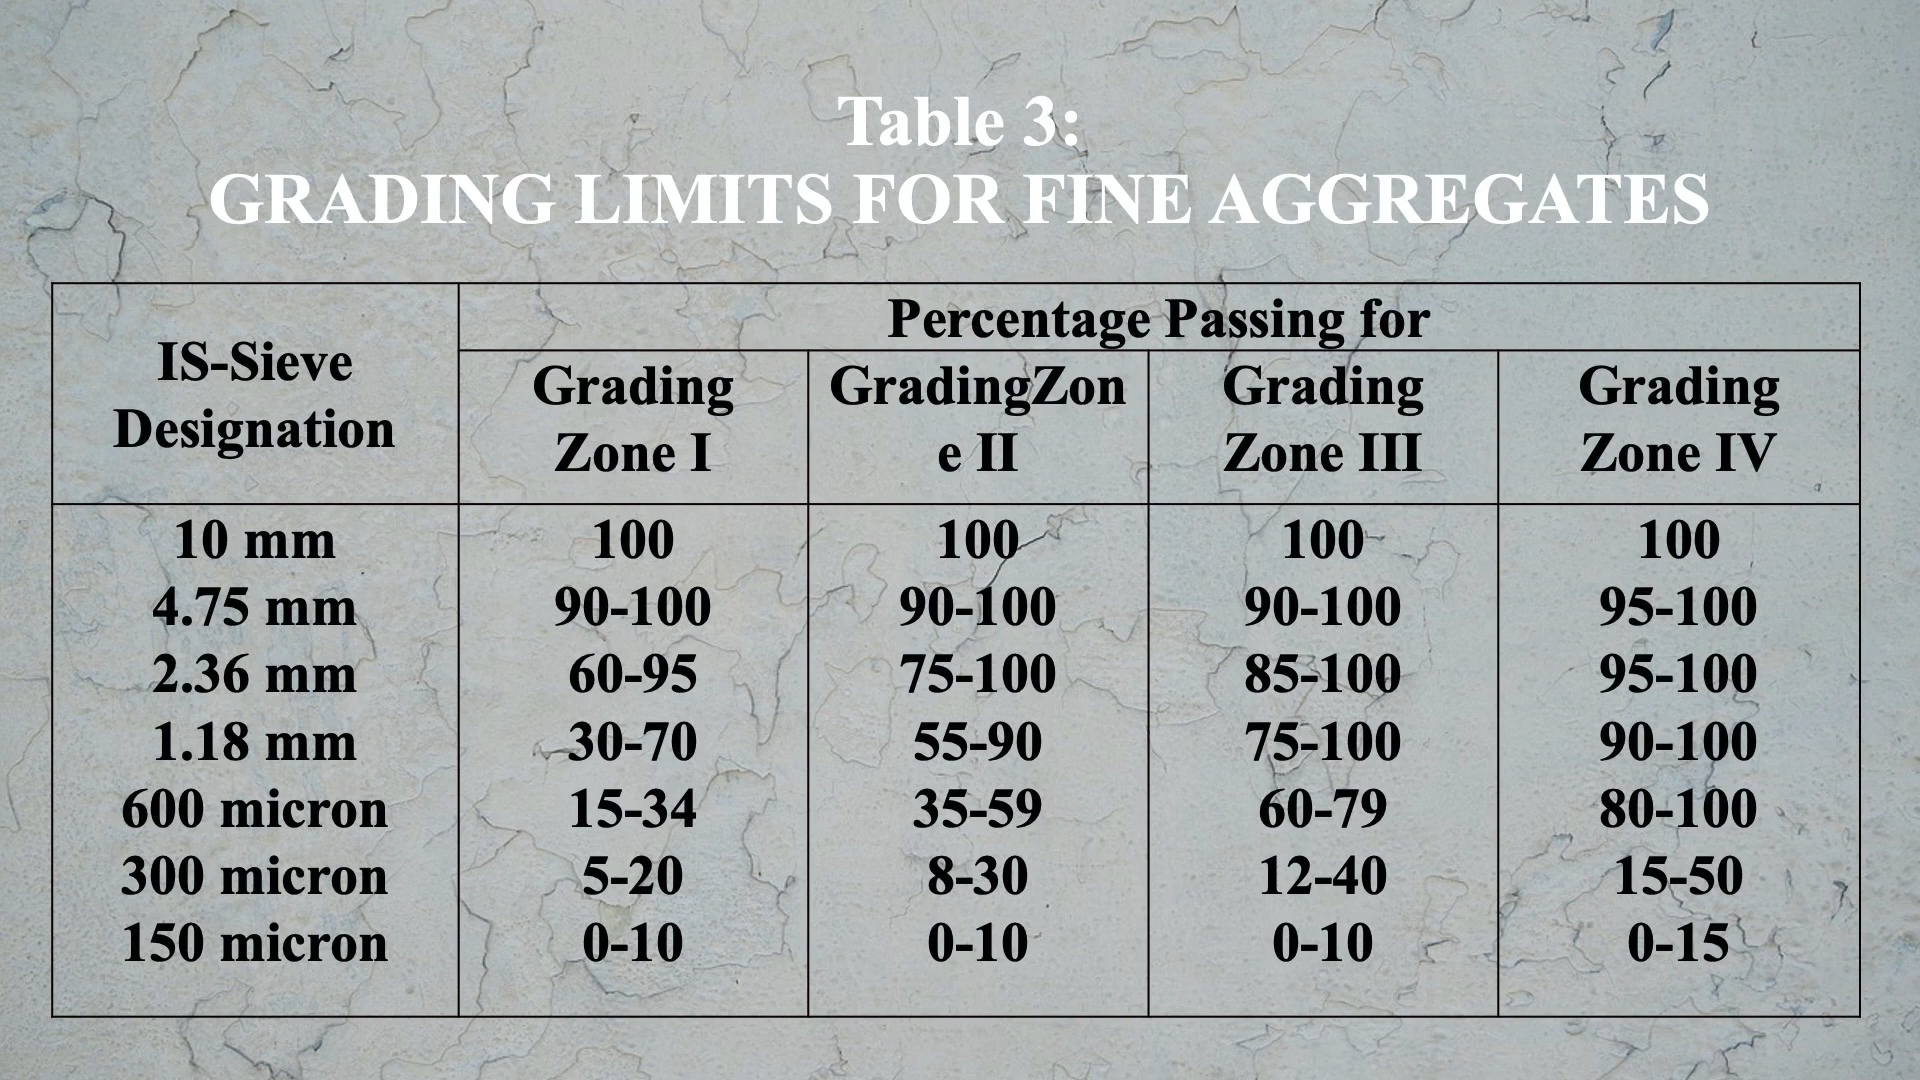 Table 3:
GRADING LIMITS FOR FINE AGGREGATES
IS-Sieve
Designation
Percentage Passing for
Grading
Zone I
GradingZon
e II
Grading
Zone III
Grading
Zone IV
10 mm 100 100 100 100
4.75 mm 90-100 90-100 90-100 95-100
2.36 mm 60-95 75-100 85-100 95-100
1.18 mm 30-70 55-90 75-100 90-100
600 micron 15-34 35-59 60-79 80-100
300 micron 5-20 8-30 12-40 15-50
150 micron 0-10 0-10 0-10 0-15